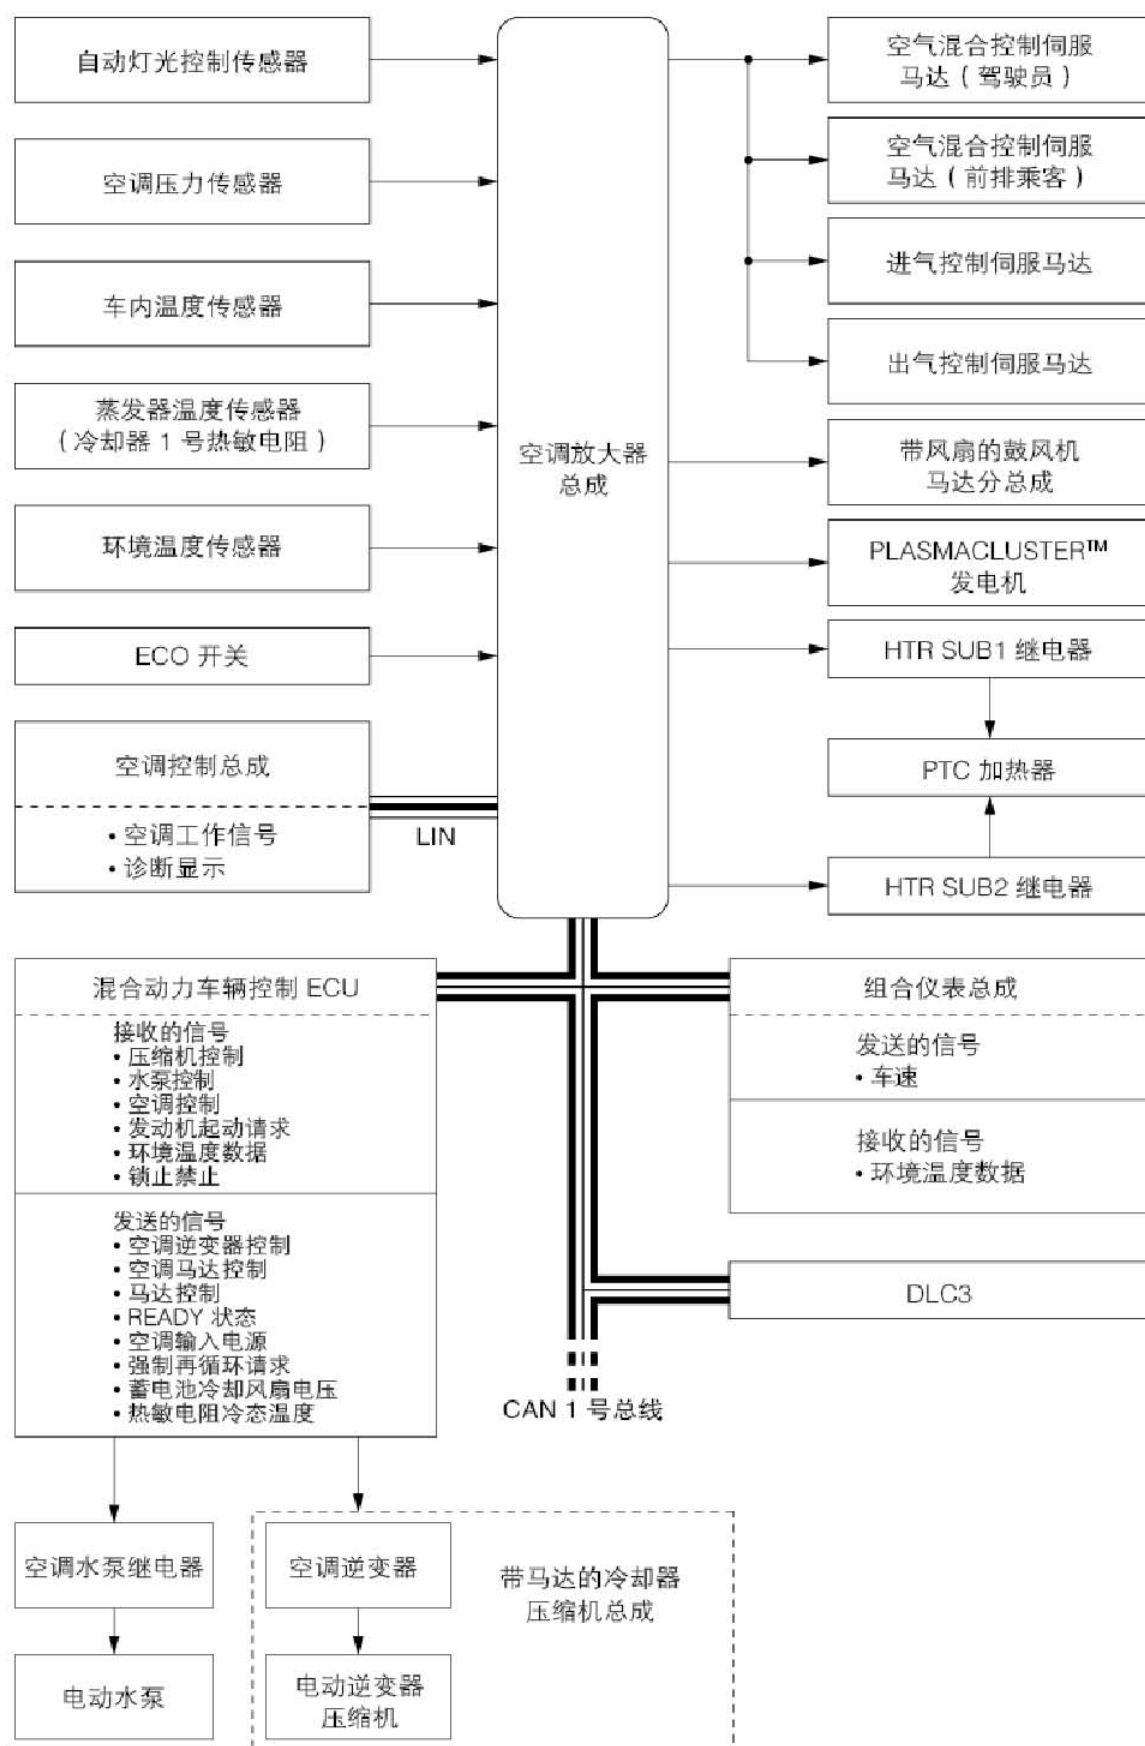 自动灯光控制传感器
空调压力传感器
车内温度传感器
蒸发器温度传感器
（冷却器 1 号热敏电阻）
环境温度传感器
ECO 开关
空调控制总成
• 空调工作信号
• 诊断显示
LIN
空调放大器
总成
空气混合控制伺服
马达（驾驶员）
空气混合控制伺服
马达（前排乘客）
进气控制伺服马达
出气控制伺服马达
带风扇的鼓风机
马达分总成
PLASMACLUSTER™
发电机
HTR SUB1 继电器
PTC 加热器
HTR SUB2 继电器
混合动力车辆控制 ECU
接收的信号
• 压缩机控制
• 水泵控制
• 空调控制
• 发动机起动请求
• 环境温度数据
• 锁止禁止
发送的信号
• 空调逆变器控制
• 空调马达控制
• 马达控制
• READY 状态
• 空调输入电源
• 强制再循环请求
• 蓄电池冷却风扇电压
• 热敏电阻冷态温度
组合仪表总成
发送的信号
• 车速
接收的信号
• 环境温度数据
DLC3
CAN 1 号总线
空调水泵继电器
电动水泵
空调逆变器
电动逆变器
压缩机
带马达的冷却器
压缩机总成